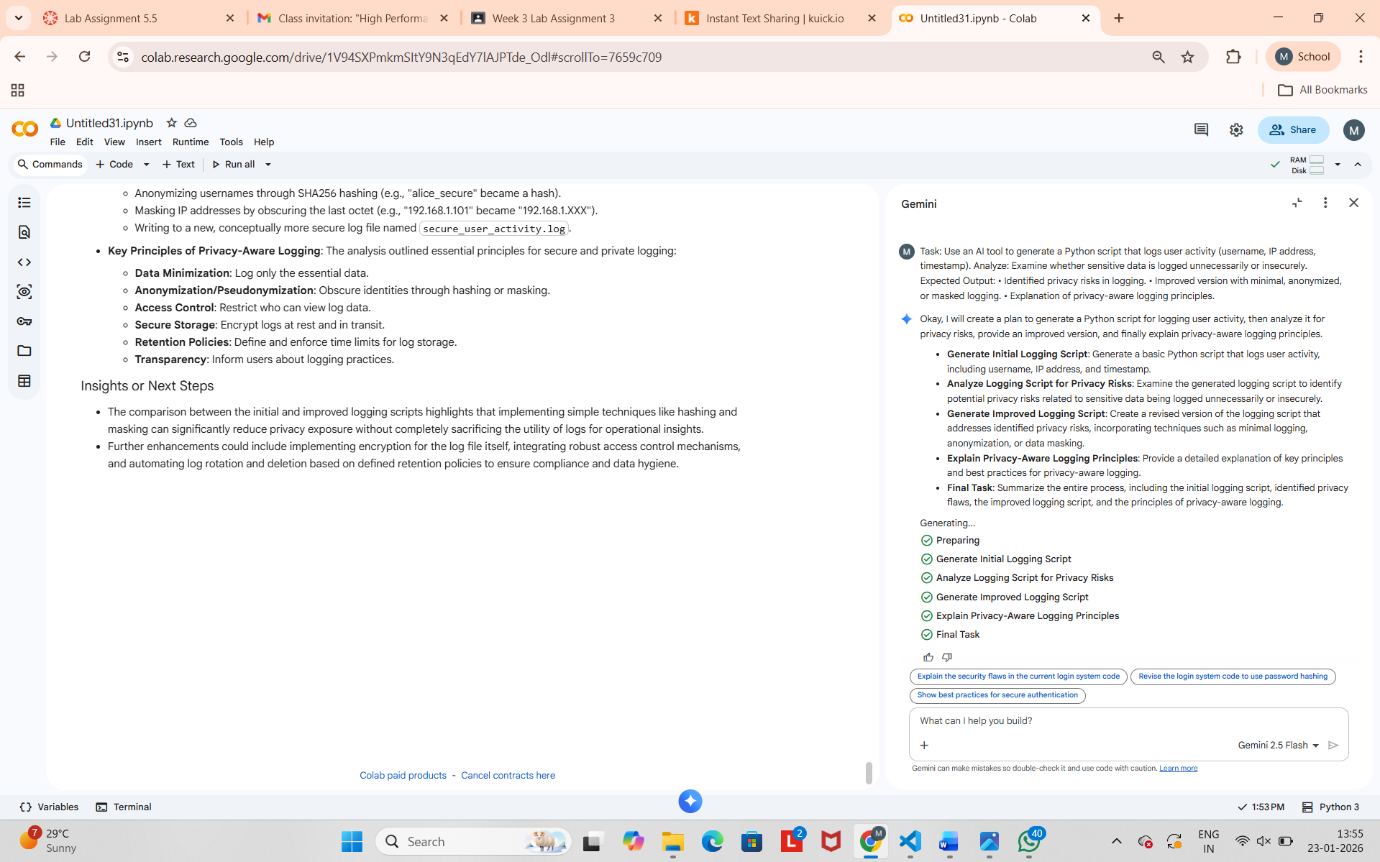 Lab Assignment 5.5
Class invitation: "High Performa
Week 3 Lab Assignment 3
Instant Text Sharing | kuick.io
Untitled31.ipynb - Colab
colab.research.google.com/drive/1V94SXPmkmSItY9N3qEdY7lAJPTde_OdI#scrollTo=7659c709
M School
All Bookmarks
Untitled31.ipynb
File Edit View Insert Runtime Tools Help
Share
M
Commands + Code + Text Run all
RAM
Disk
Anonymizing usernames through SHA256 hashing (e.g., "alice_secure" became a hash).
Masking IP addresses by obscuring the last octet (e.g., "192.168.1.101" became "192.168.1.XXX").
Writing to a new, conceptually more secure log file named secure_user_activity.log.
Key Principles of Privacy-Aware Logging: The analysis outlined essential principles for secure and private logging:
Data Minimization: Log only the essential data.
Anonymization/Pseudonymization: Obscure identities through hashing or masking.
Access Control: Restrict who can view log data.
Secure Storage: Encrypt logs at rest and in transit.
Retention Policies: Define and enforce time limits for log storage.
Transparency: Inform users about logging practices.
Insights or Next Steps
The comparison between the initial and improved logging scripts highlights that implementing simple techniques like hashing and
masking can significantly reduce privacy exposure without completely sacrificing the utility of logs for operational insights.
Further enhancements could include implementing encryption for the log file itself, integrating robust access control mechanisms,
and automating log rotation and deletion based on defined retention policies to ensure compliance and data hygiene.
Colab paid products - Cancel contracts here
Gemini
M
Task: Use an AI tool to generate a Python script that logs user activity (username, IP address,
timestamp). Analyze: Examine whether sensitive data is logged unnecessarily or insecurely.
Expected Output: • Identified privacy risks in logging. • Improved version with minimal, anonymized,
or masked logging. • Explanation of privacy-aware logging principles.
Okay, I will create a plan to generate a Python script for logging user activity, then analyze it for
privacy risks, provide an improved version, and finally explain privacy-aware logging principles.
Generate Initial Logging Script: Generate a basic Python script that logs user activity,
including username, IP address, and timestamp.
Analyze Logging Script for Privacy Risks: Examine the generated logging script to identify
potential privacy risks related to sensitive data being logged unnecessarily or insecurely.
Generate Improved Logging Script: Create a revised version of the logging script that
addresses identified privacy risks, incorporating techniques such as minimal logging,
anonymization, or data masking.
Explain Privacy-Aware Logging Principles: Provide a detailed explanation of key principles
and best practices for privacy-aware logging.
Final Task: Summarize the entire process, including the initial logging script, identified privacy
flaws, the improved logging script, and the principles of privacy-aware logging.
Generating...
Preparing
Generate Initial Logging Script
Analyze Logging Script for Privacy Risks
Generate Improved Logging Script
Explain Privacy-Aware Logging Principles
Final Task
Explain the security flaws in the current login system code
Revise the login system code to use password hashing
Show best practices for secure authentication
What can I help you build?
Gemini 2.5 Flash
Gemini can make mistakes so double-check it and use code with caution. Learn more
Variables Terminal
1:53 PM Python 3
7
29°C
Sunny
Search
L 2
M
40
ENG
IN
13:55
23-01-2026